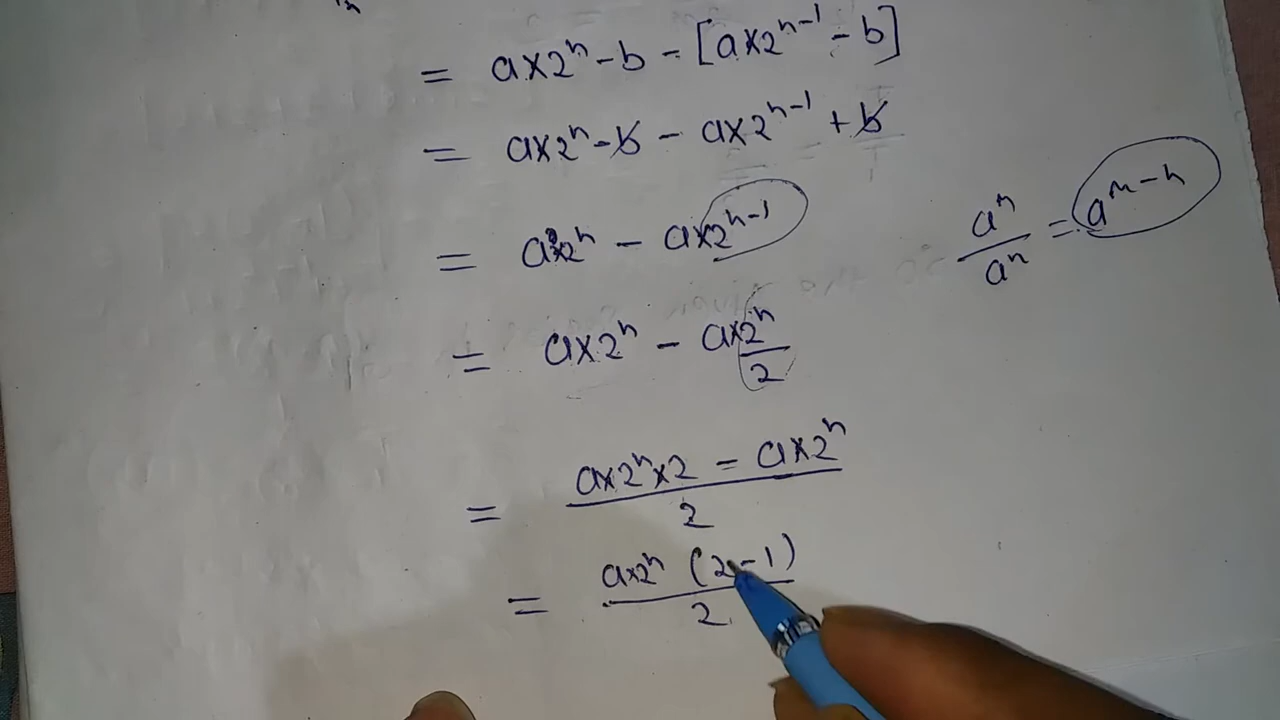 = a×2ⁿ - b - [a×2ⁿ⁻¹ - b]
= a×2ⁿ - b - a×2ⁿ⁻¹ + b
= a×2ⁿ - a×2ⁿ⁻¹
aⁿ/aⁿ = aᵐ⁻ⁿ
= a×2ⁿ - a×2ⁿ/2
= (a×2ⁿ×2 - a×2ⁿ)/2
= a×2ⁿ (2-1)/2